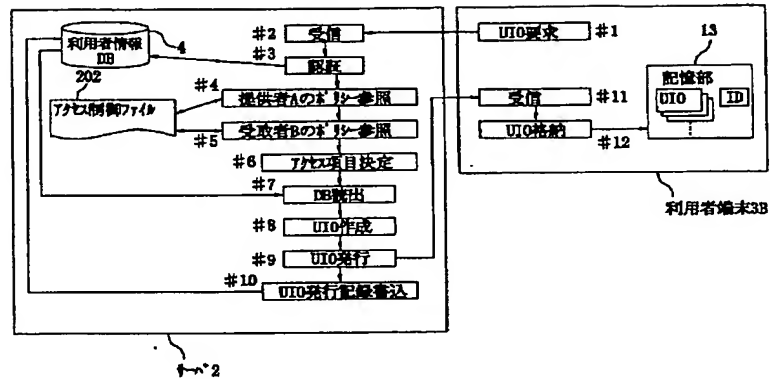 利用者情報
DB
4
202
アクセス制御ファイル
#2 受信
#3 認証
#4 提供者Aのポリシー参照
#5 受取者Bのポリシー参照
#6 アクセス項目決定
#7 DB読出
#8 UIO作成
#9 UIO発行
#10 UIO発行記録書込
サーバ2
UIO要求 #1
受信 #11
UIO格納 #12
13
記憶部
UIO
ID
利用者端末3B